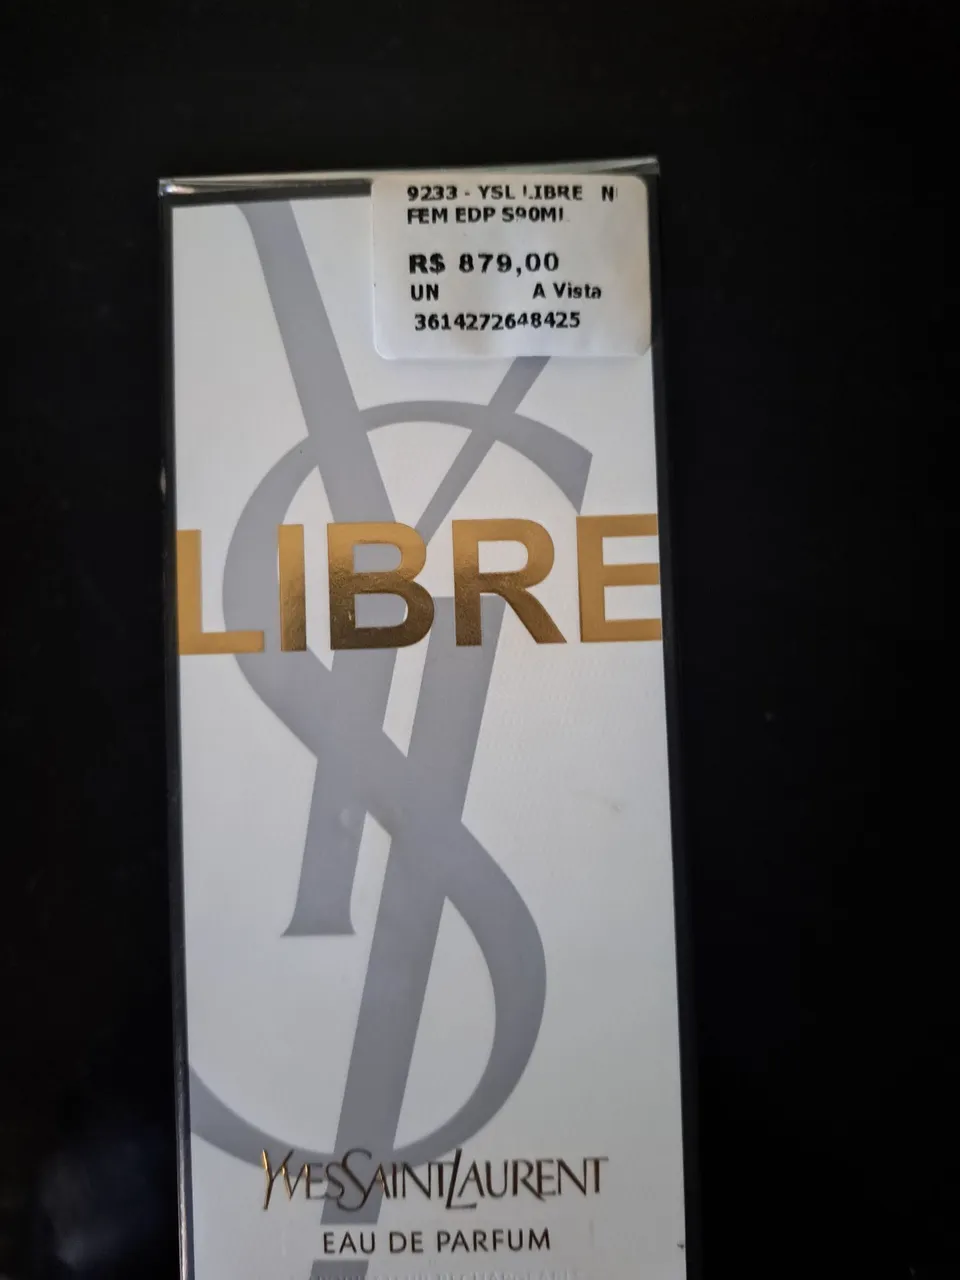 9233 - YSL LIBRE N
FEM EDP S90ML
R$ 879,00
UN A Vista
3614272648425
LIBRE
YVESSAINTLAURENT
EAU DE PARFUM